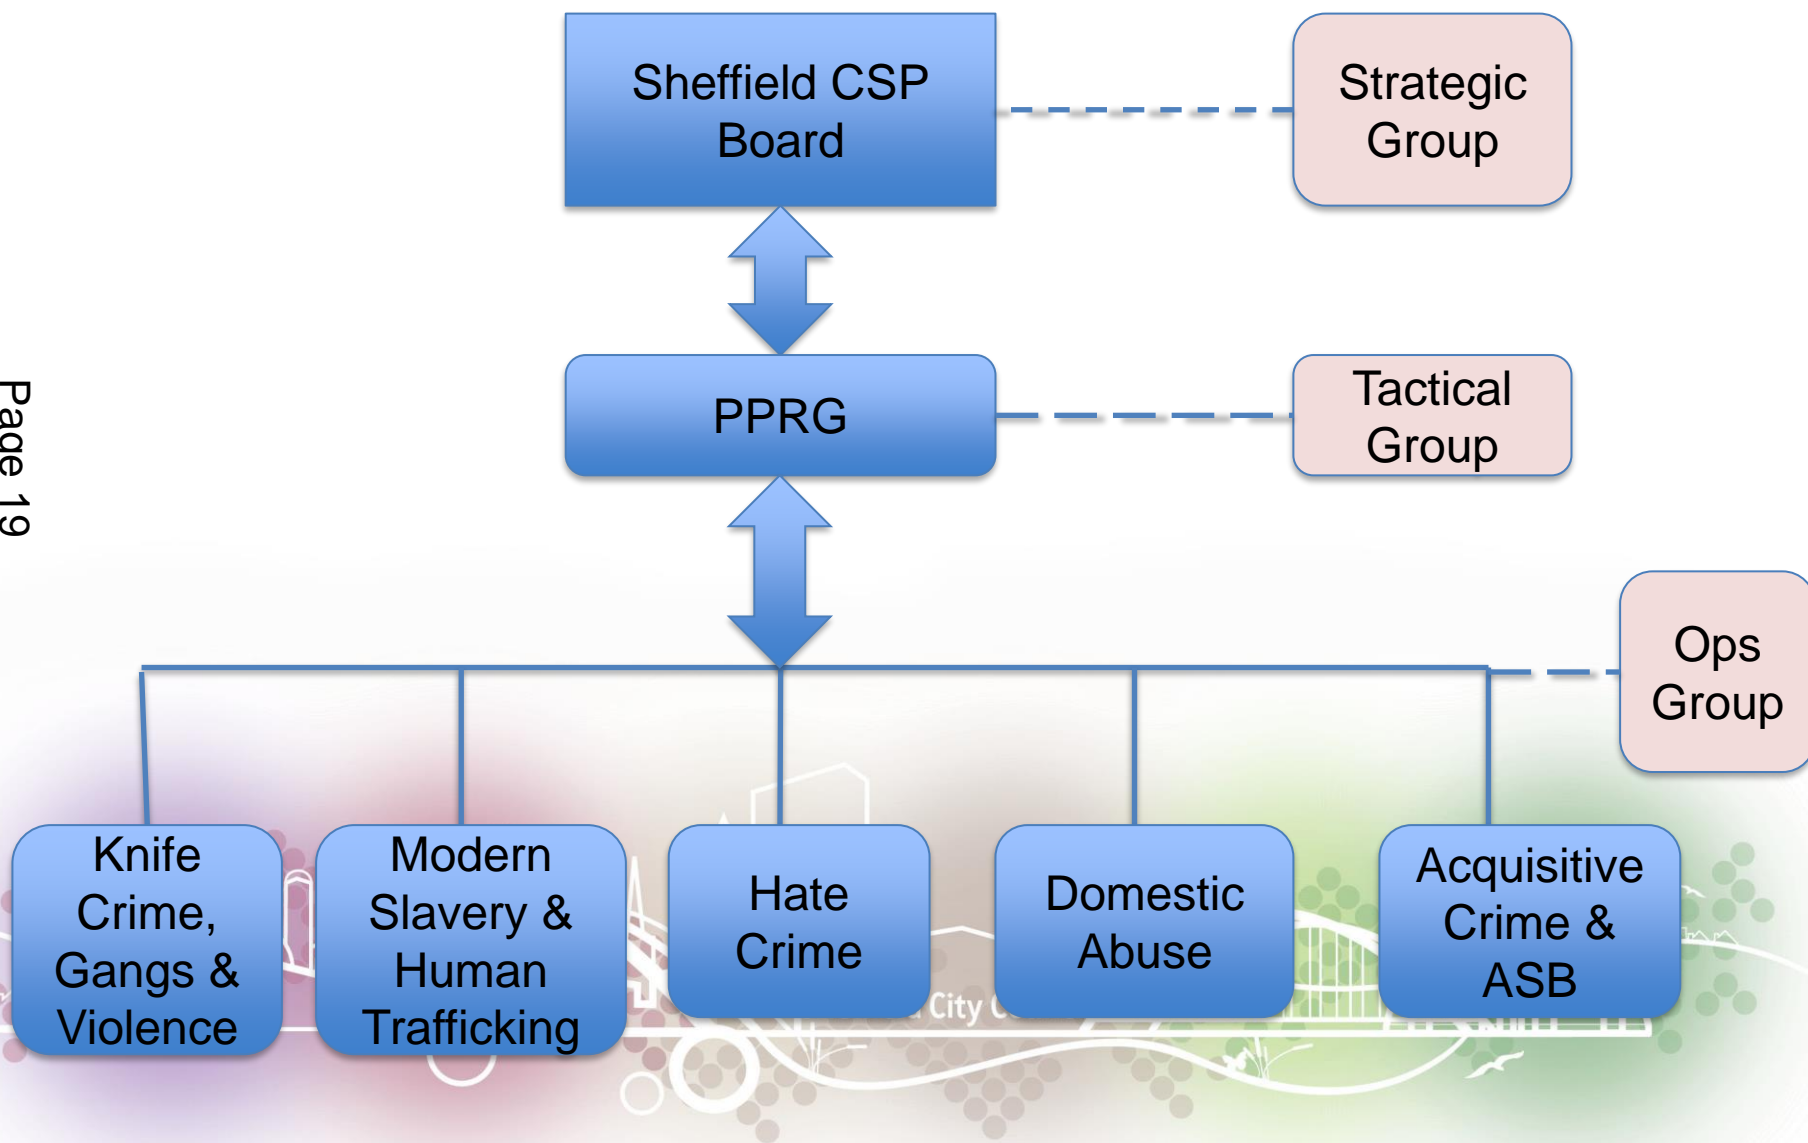 Sheffield CSP
Board
Strategic
Group
PPRG
Tactical
Group
Page 19
Ops
Group
Knife
Crime,
Gangs &
Violence
Modern
Slavery &
Human
Trafficking
Hate
Crime
Domestic
Abuse
Acquisitive
Crime &
ASB
City